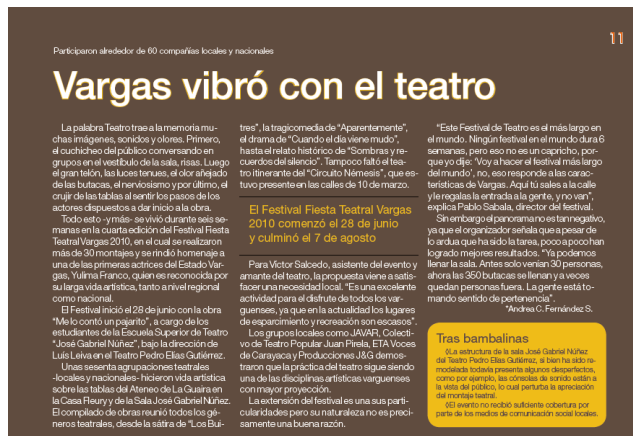 11
Participaron alrededor de 60 compañías locales y nacionales
Vargas vibró con el teatro
La palabra Teatro trae a la memoria mu-
chas imágenes, sonidos y olores. Primero,
el cuchicheo del público conversando en
grupos en el vestíbulo de la sala, risas. Luego
el gran telón, las luces tenues, el olor añejado
de las butacas, el nerviosismo y por último, el
crujir de las tablas al sentir los pasos de los
actores dispuestos a dar inicio a la obra.
Todo esto -y más- se vivió durante seis se-
manas en la cuarta edición del Festival Fiesta
Teatral Vargas 2010, en el cual se realizaron
más de 30 montajes y se rindió homenaje a
una de las primeras actrices del Estado Var-
gas, Yulima Franco, quien es reconocida por
su larga vida artística, tanto a nivel regional
como nacional.
El Festival inició el 28 de junio con la obra
“Me lo contó un pajarito”, a cargo de los
estudiantes de la Escuela Superior de Teatro
“José Gabriel Núñez”, bajo la dirección de
Luís Leiva en el Teatro Pedro Elías Gutiérrez.
Unas sesenta agrupaciones teatrales
-locales y nacionales- hicieron vida artística
sobre las tablas del Ateneo de La Guaira en
la Casa Fleury y de la Sala José Gabriel Núñez.
El compilado de obras reunió todos los gé-
neros teatrales, desde la sátira de “Los Bui-
tres”, la tragicomedia de “Aparentemente”,
el drama de “Cuando el día viene mudo”,
hasta el relato histórico de “Sombras y re-
cuerdos del silencio”. Tampoco faltó el tea-
tro itinerante del “Circuito Némesis”, que es-
tuvo presente en las calles de 10 de marzo.
El Festival Fiesta Teatral Vargas
2010 comenzó el 28 de junio
y culminó el 7 de agosto
Para Víctor Salcedo, asistente del evento y
amante del teatro, la propuesta viene a satis-
facer una necesidad local. “Es una excelente
actividad para el disfrute de todos los var-
guenses, ya que en la actualidad los lugares
de esparcimiento y recreación son escasos”.
Los grupos locales como JAVAR, Colecti-
vo de Teatro Popular Juan Pirela, ETA Voces
de Carayaca y Producciones J&G demos-
traron que la práctica del teatro sigue siendo
una de las disciplinas artísticas varguenses
con mayor proyección.
La extensión del festival es una sus parti-
cularidades pero su naturaleza no es preci-
samente una buena razón.
“Este Festival de Teatro es el más largo en
el mundo. Ningún festival en el mundo dura 6
semanas, pero eso no es un capricho, por-
que yo dije: ‘Voy a hacer el festival más largo
del mundo’, no, eso responde a las carac-
terísticas de Vargas. Aquí tú sales a la calle
y le regalas la entrada a la gente, y no van”,
explica Pablo Sabala, director del festival.
Sin embargo el panorama no es tan negativo,
ya que el organizador señala que a pesar de
lo ardua que ha sido la tarea, poco a poco han
logrado mejores resultados. “Ya podemos
llenar la sala. Antes solo venían 30 personas,
ahora las 350 butacas se llenan y a veces
quedan personas fuera. La gente está to-
mando sentido de pertenencia”.
*Andrea C. Fernández S.
Tras bambalinas
◊La estructura de la sala José Gabriel Núñez
del Teatro Pedro Elías Gutiérrez, si bien ha sido re-
modelada todavía presenta algunos desperfectos,
como por ejemplo, las cónsolas de sonido están a
la vista del público, lo cual perturba la apreciación
del montaje teatral.
◊El evento no recibió suficiente cobertura por
parte de los medios de comunicación social locales.